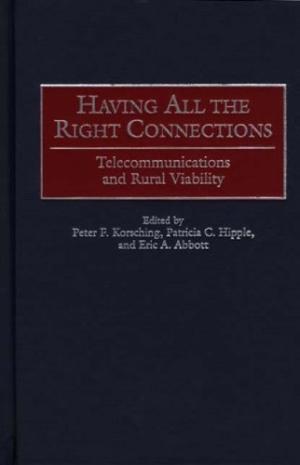 HAVING ALL THE
RIGHT CONNECTIONS
Telecommunications
and Rural Viability
Edited by
Peter F. Korsching, Patricia C. Hipple,
and Eric A. Abbott